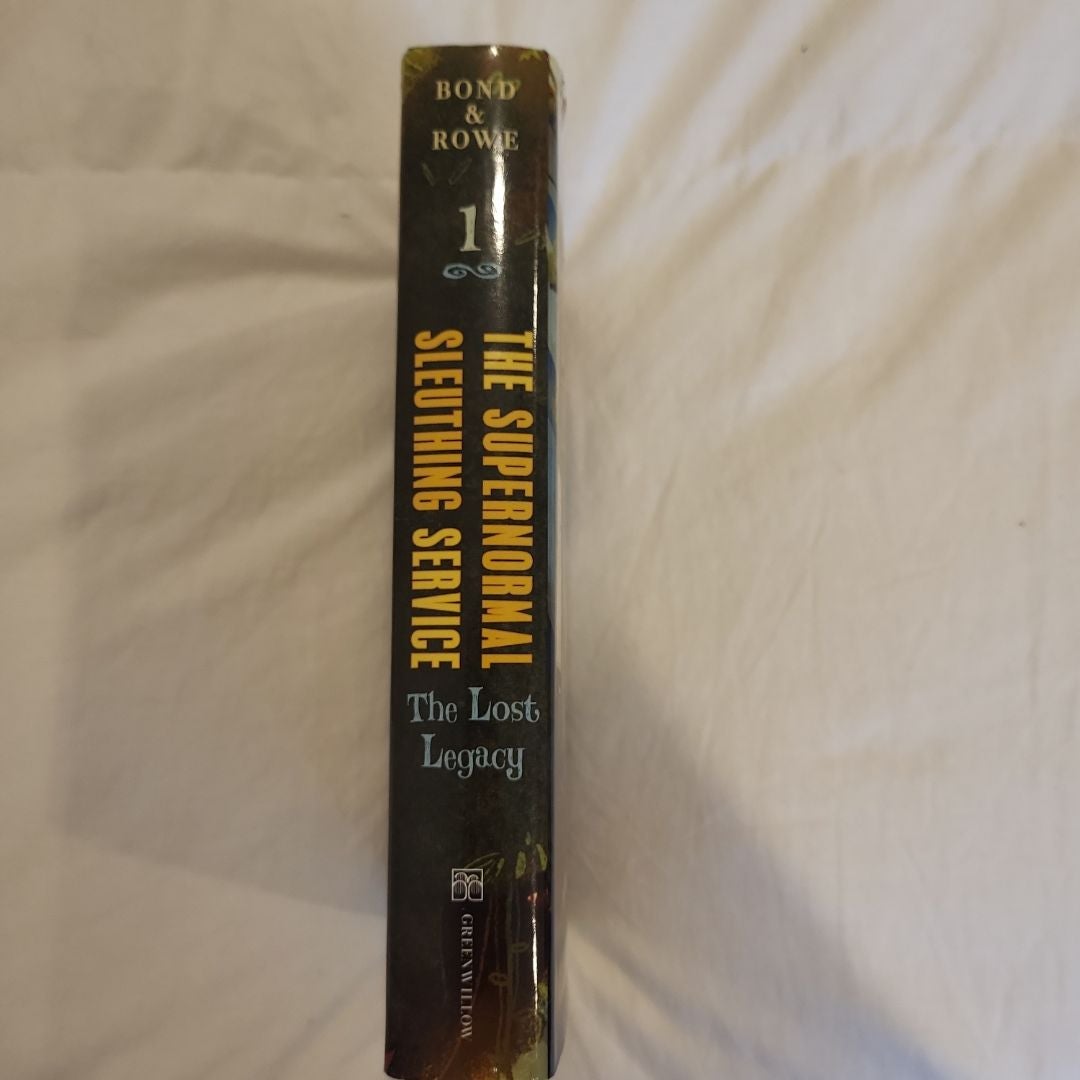 BOND
&
ROWE
1
THE SUPERNORMAL
SLEUTHING SERVICE
The Lost
Legacy
GREENWILLOW